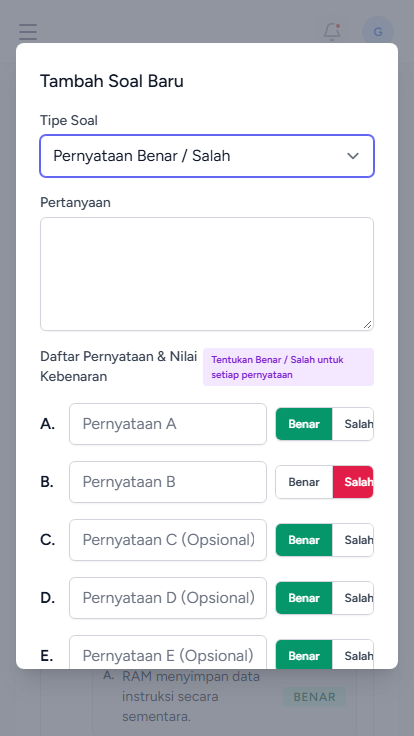 G
Tambah Soal Baru
Tipe Soal
Pernyataan Benar / Salah
Pertanyaan
Daftar Pernyataan & Nilai
Kebenaran
Tentukan Benar / Salah untuk
setiap pernyataan
A. Pernyataan A Benar Salah
B. Pernyataan B Benar Salah
C. Pernyataan C (Opsional) Benar Salah
D. Pernyataan D (Opsional) Benar Salah
E. Pernyataan E (Opsional) Benar Salah
A. RAM menyimpan data
instruksi secara
sementara.
BENAR